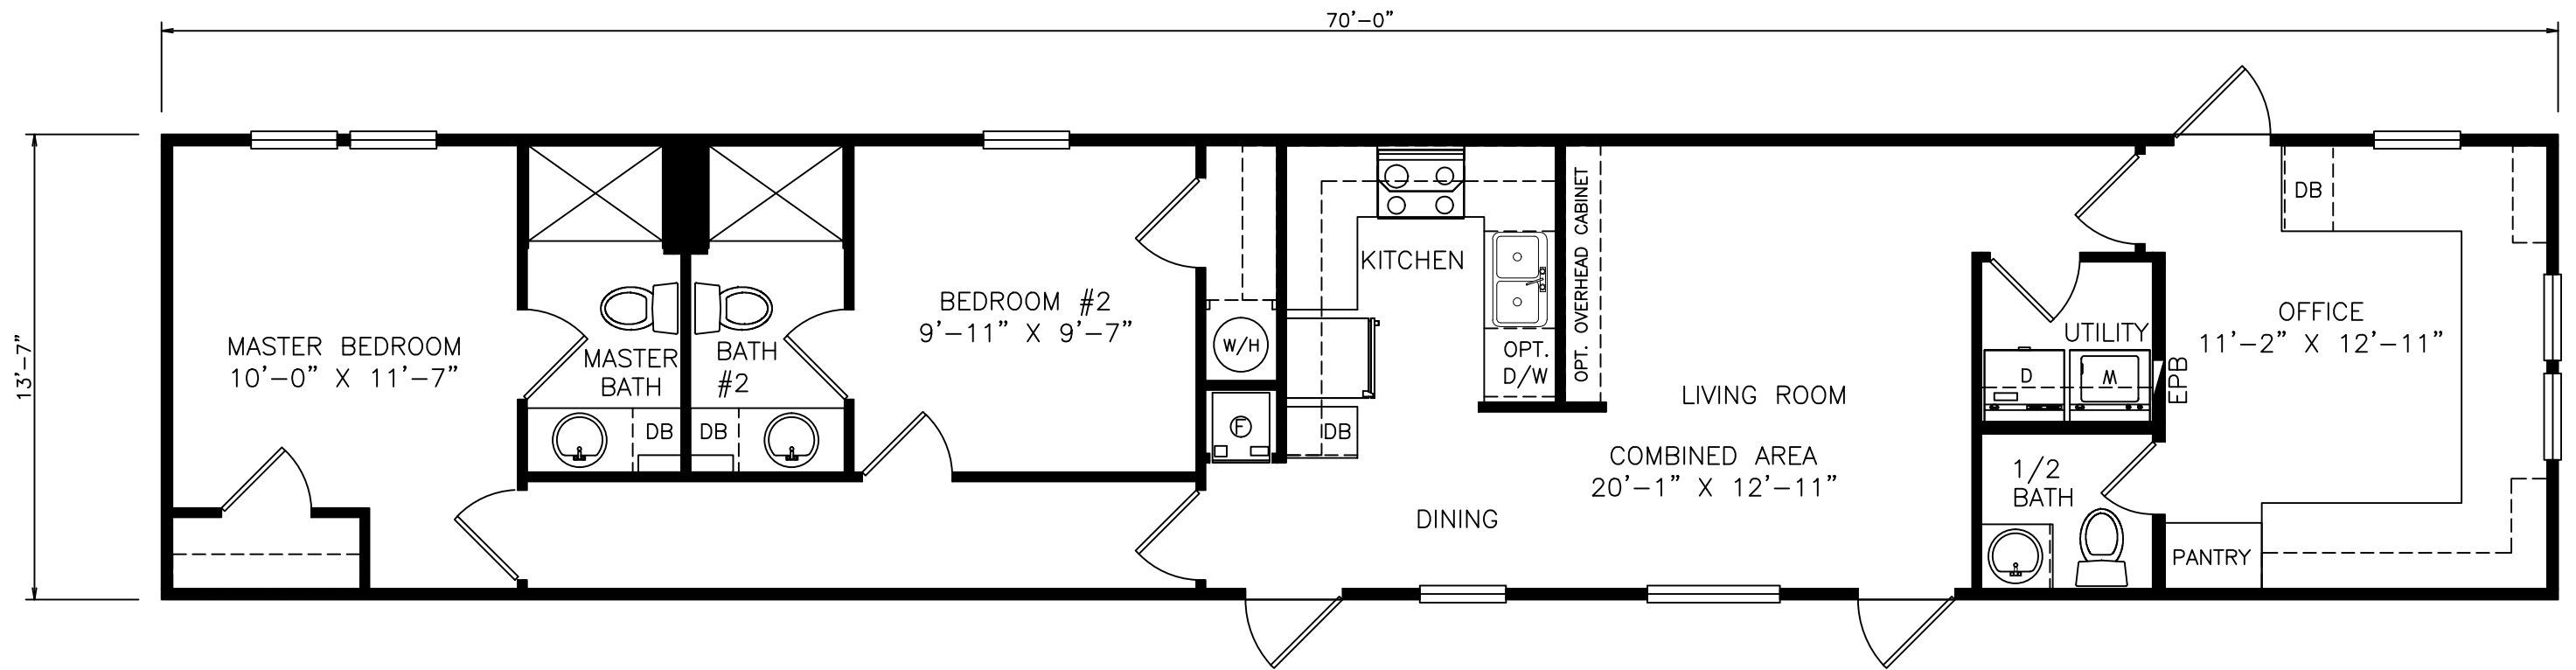 70'-0"
13'-7"
MASTER BEDROOM
10'-0" X 11'-7"
MASTER
BATH
DB
BATH
#2
DB
BEDROOM #2
9'-11" X 9'-7"
W/H
F
KITCHEN
DB
OPT.
D/W
OPT. OVERHEAD CABINET
DINING
LIVING ROOM
COMBINED AREA
20'-1" X 12'-11"
UTILITY
D
W
EPB
1/2
BATH
PANTRY
DB
OFFICE
11'-2" X 12'-11"